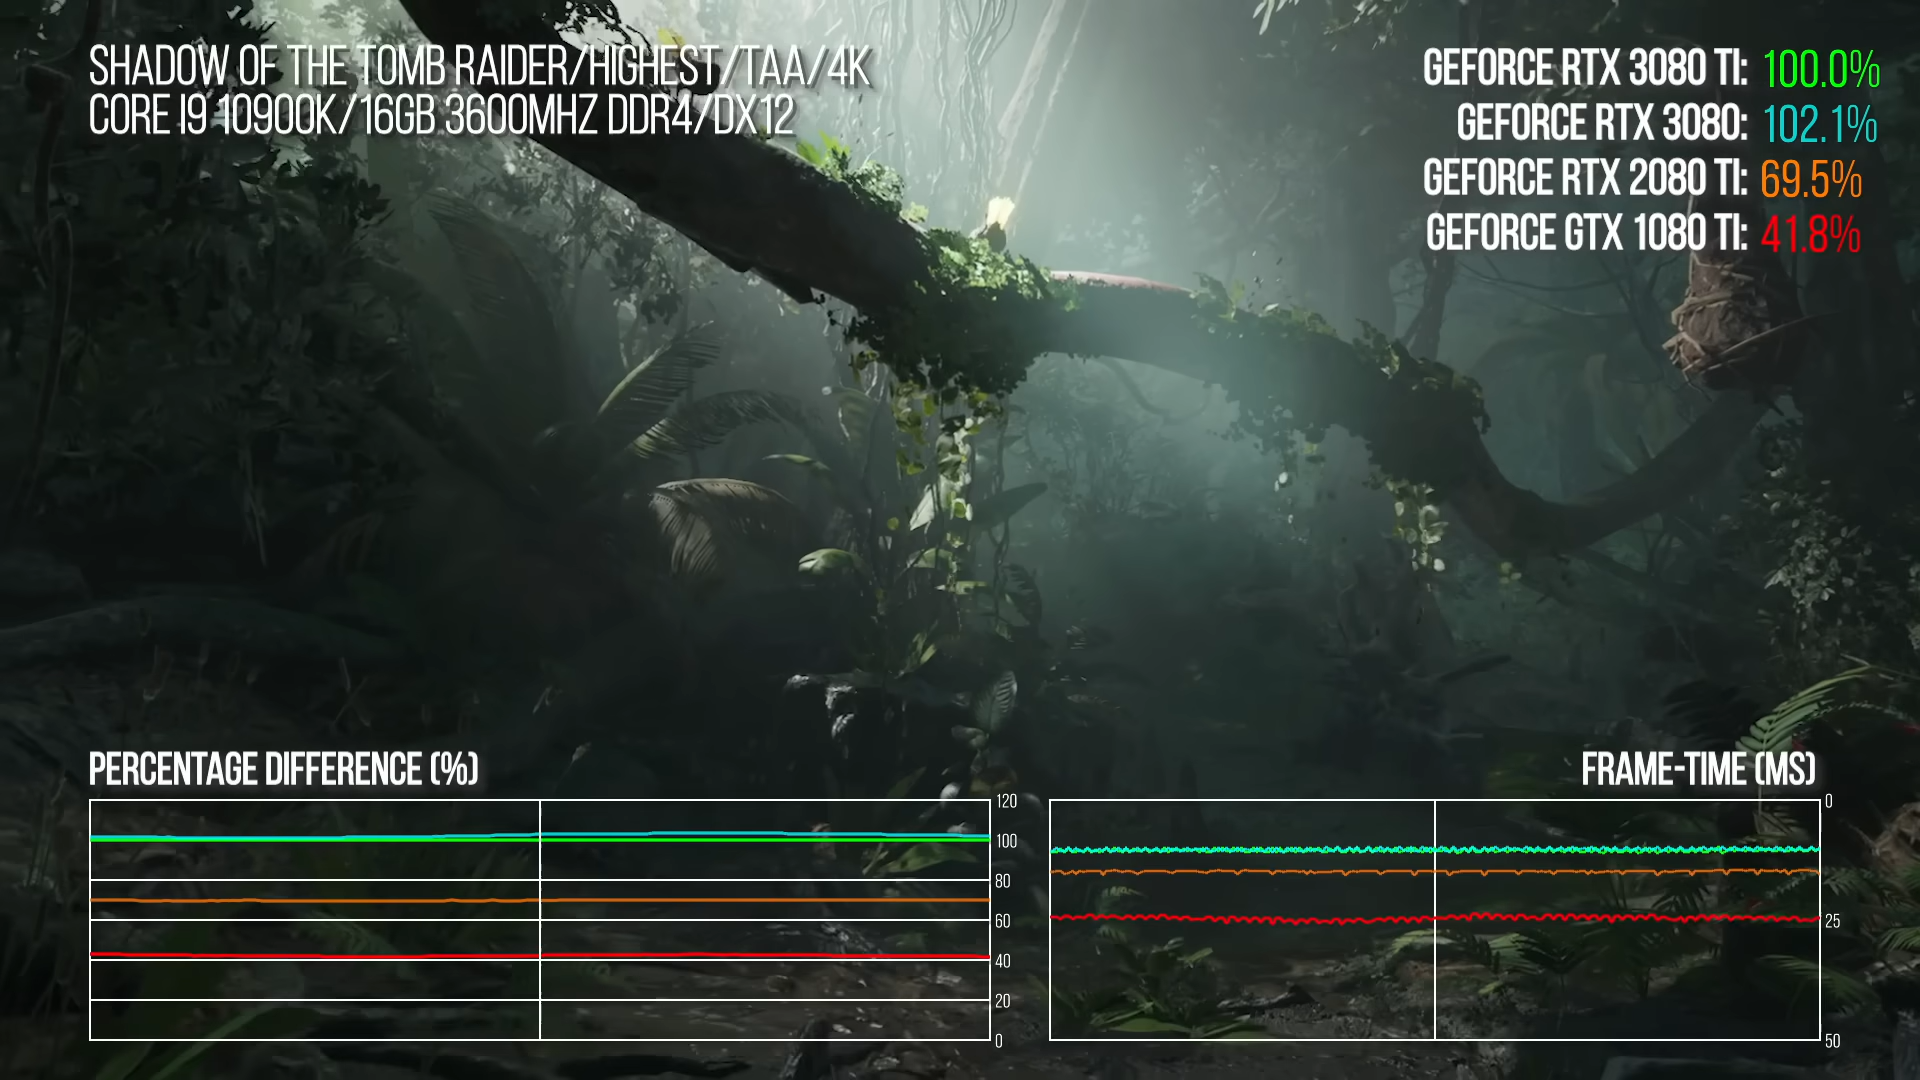 SHADOW OF THE TOMB RAIDER/HIGHEST/TAA/4K
CORE I9 10900K/16GB 3600MHZ DDR4/DX12
GEFORCE RTX 3080 TI: 100.0%
GEFORCE RTX 3080: 102.1%
GEFORCE RTX 2080 TI: 69.5%
GEFORCE GTX 1080 TI: 41.8%
PERCENTAGE DIFFERENCE (%)
120
100
80
60
40
20
0
FRAME-TIME (MS)
0
25
50